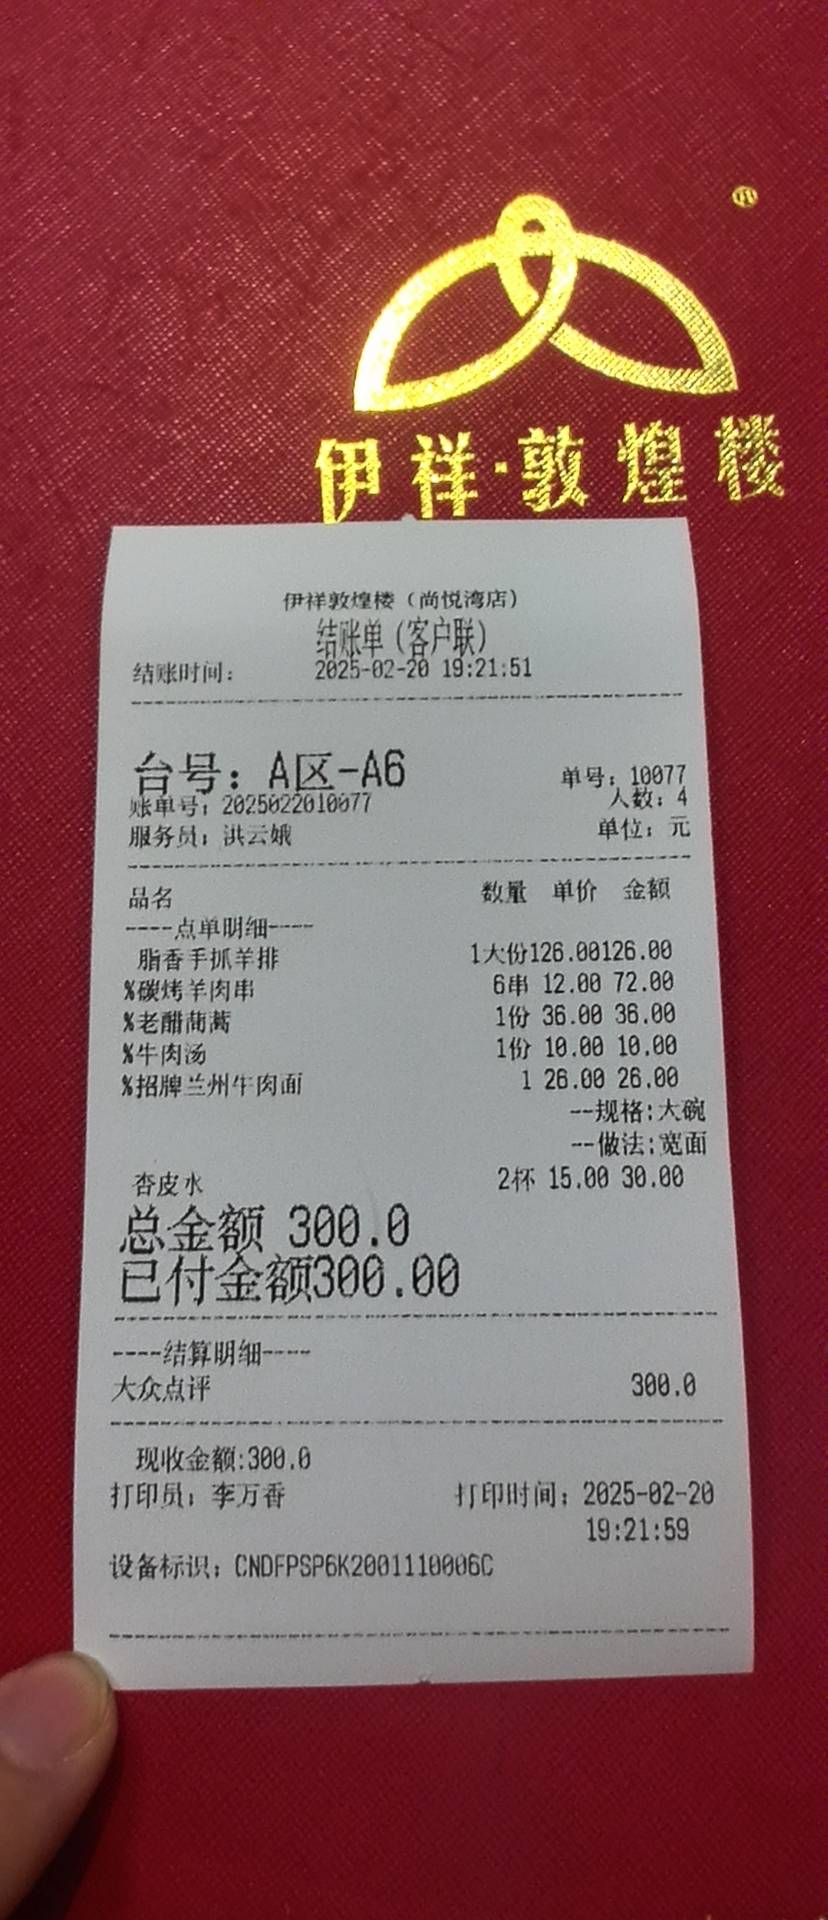 伊祥·敦煌楼
伊祥敦煌楼（尚悦湾店）
结账单（客户联）
结账时间： 2025-02-20 19:21:51
台号：A区-A6 单号：10077
账单号：2025022010077 人数：4
服务员：洪云娥 单位：元
品名 数量 单价 金额
----点单明细----
脂香手抓羊排 1大份126.00126.00
%碳烤羊肉串 6串 12.00 72.00
%老醋蔄蓠 1份 36.00 36.00
%牛肉汤 1份 10.00 10.00
%招牌兰州牛肉面 1 26.00 26.00
--规格:大碗
--做法:宽面
杏皮水 2杯 15.00 30.00
总金额 300.0
已付金额300.00
----结算明细----
大众点评 300.0
现收金额:300.0
打印员：李万香 打印时间：2025-02-20
19:21:59
设备标识：CNDFPSP6K2001110006C